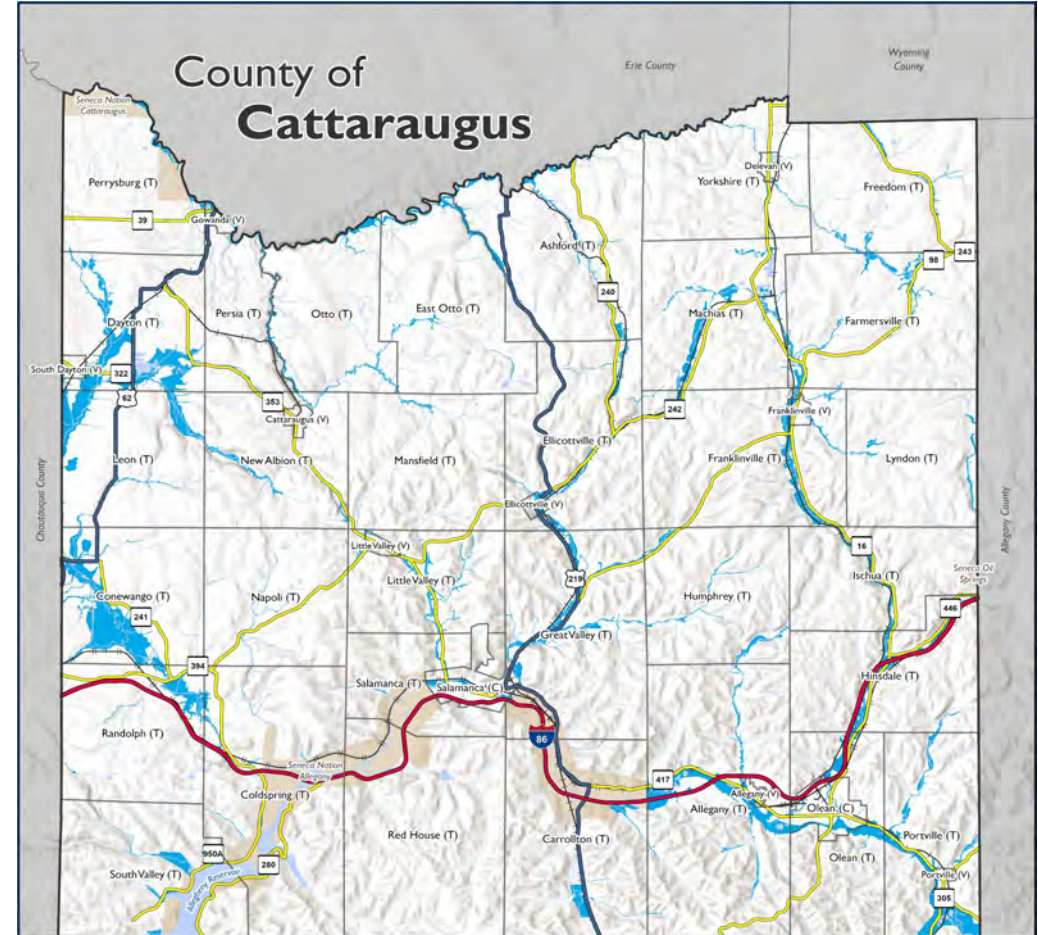 County of
Cattaraugus
Erie County
Wyoming
County
Seneca Nation
Cattaraugus
Perrysburg (T)
39
Gowanda (V)
Delevan (V)
Yorkshire (T)
Freedom (T)
Ashford (T)
98
243
240
Dayton (T)
Persia (T)
Otto (T)
East Otto (T)
Machias (T)
Farmersville (T)
South Dayton (V)
322
62
353
242
Cattaraugus (V)
Franklinville (V)
Ellicottville (T)
Leon (T)
New Albion (T)
Mansfield (T)
Franklinville (T)
Lyndon (T)
Chautauqua County
Allegany County
Ellicottville (V)
Little Valley (V)
16
Little Valley (T)
219
Ischua (T)
Seneca Oil
Springs
Conewango (T)
Napoli (T)
Humphrey (T)
241
446
Great Valley (T)
394
Salamanca (T)
Salamanca (C)
Hinsdale (T)
Randolph (T)
86
Seneca Nation
Allegany
417
Coldspring (T)
Allegany (V)
Allegany (T)
Olean (C)
Red House (T)
Carrollton (T)
Portville (T)
950A
280
Olean (T)
South Valley (T)
Allegheny Reservoir
Portville (V)
305